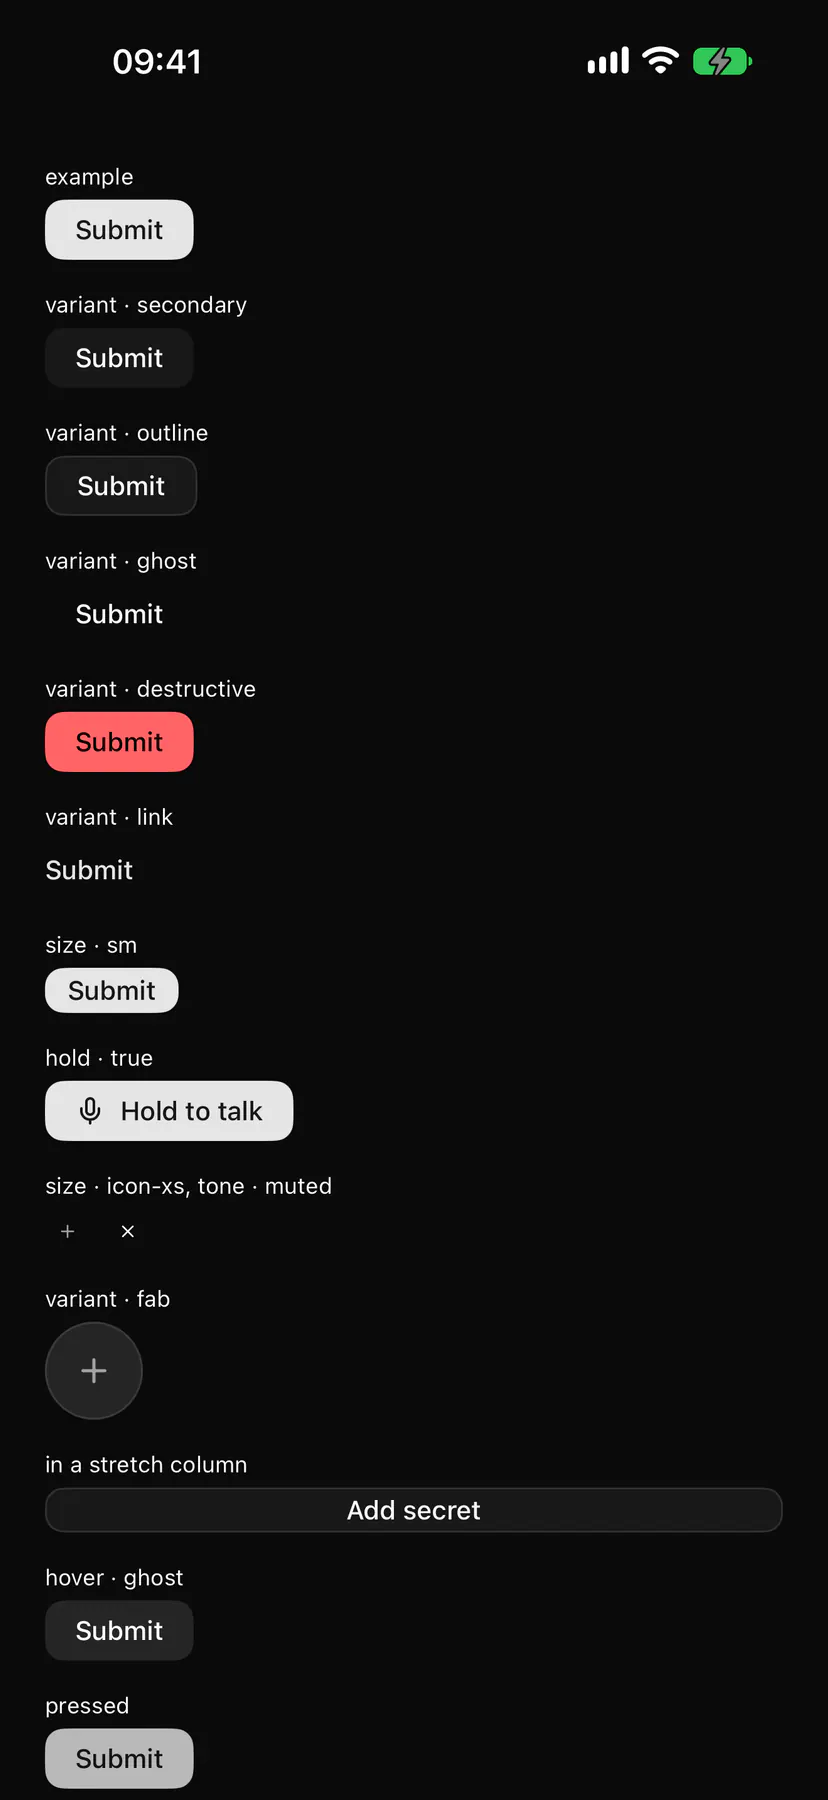 09:41
example
Submit
variant · secondary
Submit
variant · outline
Submit
variant · ghost
Submit
variant · destructive
Submit
variant · link
Submit
size · sm
Submit
hold · true
Hold to talk
size · icon-xs, tone · muted
variant · fab
in a stretch column
Add secret
hover · ghost
Submit
pressed
Submit